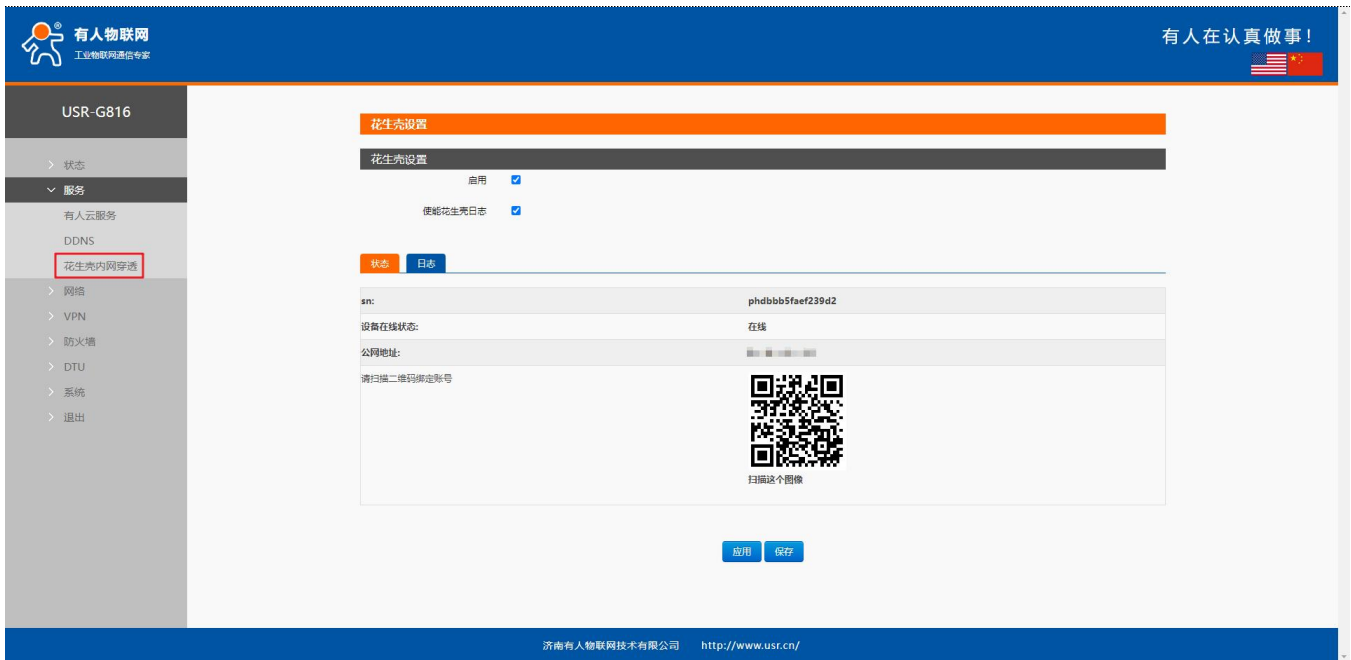 有人物联网
工业物联网通信专家
有人在认真做事!
USR-G816
状态
服务
有人云服务
DDNS
花生壳内网穿透
网络
VPN
防火墙
DTU
系统
退出
花生壳设置
花生壳设置
启用
使能花生壳日志
状态 日志
sn: phdbbb5faef239d2
设备在线状态: 在线
公网地址:
请扫描二维码绑定账号
扫描这个图像
应用 保存
济南有人物联网技术有限公司 http://www.usr.cn/